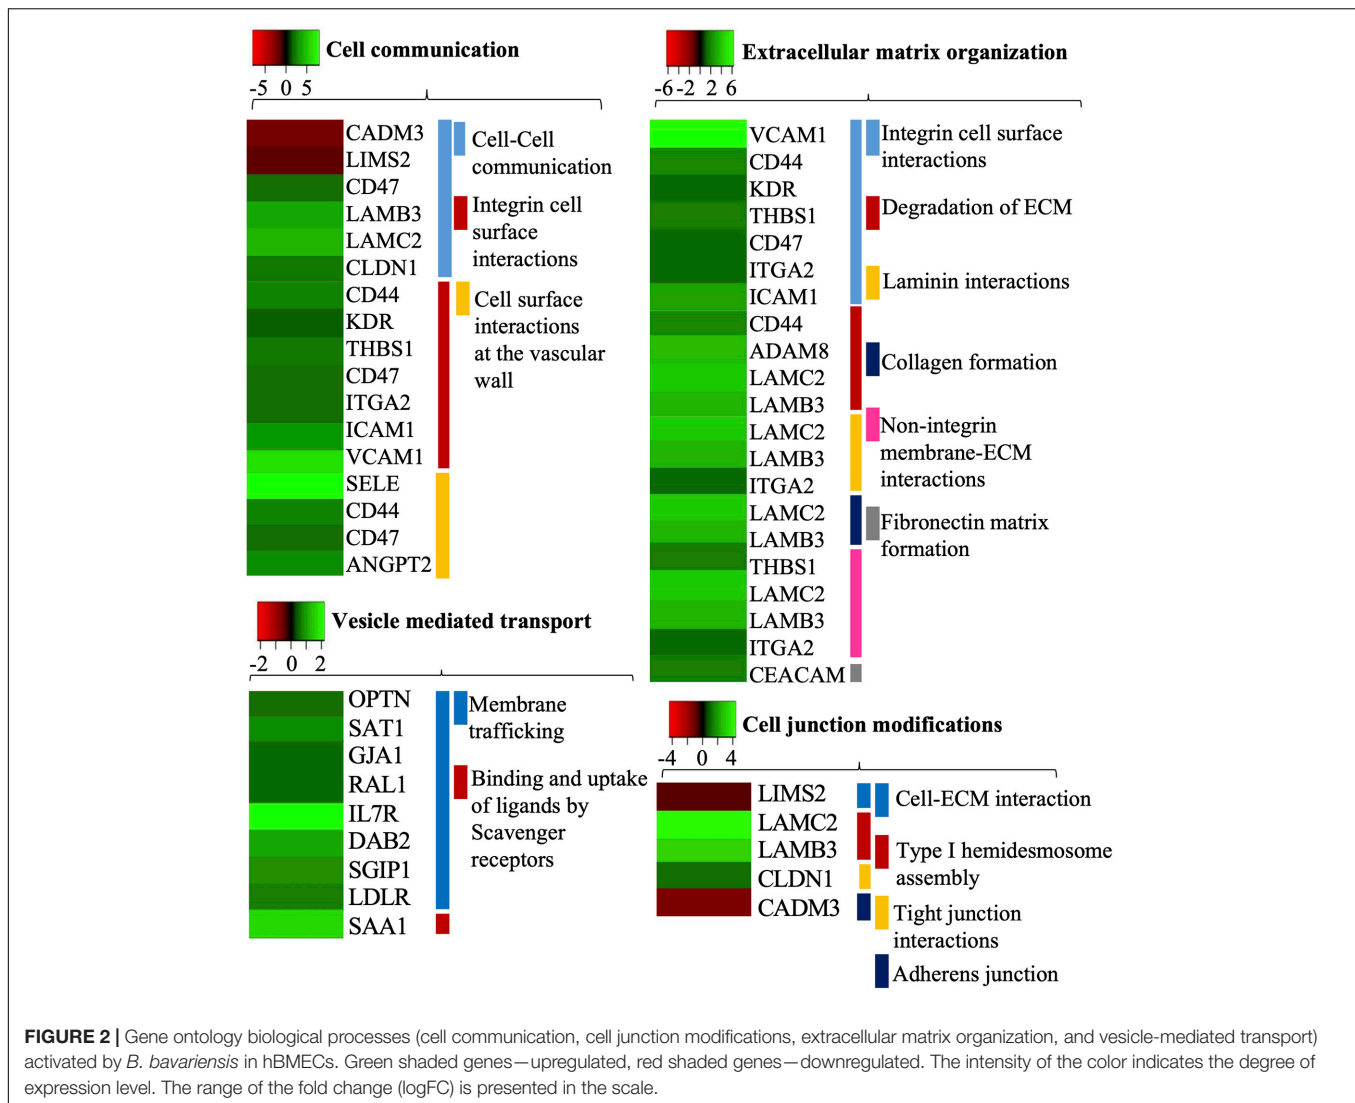 Cell communication
-5 0 5
CADM3
LIMS2
CD47
LAMB3
LAMC2
CLDN1
CD44
KDR
THBS1
CD47
ITGA2
ICAM1
VCAM1
SELE
CD44
CD47
ANGPT2
Cell-Cell
communication
Integrin cell
surface
interactions
Cell surface
interactions
at the vascular
wall
Extracellular matrix organization
-6 -2 2 6
VCAM1
CD44
KDR
THBS1
CD47
ITGA2
ICAM1
CD44
ADAM8
LAMC2
LAMB3
LAMC2
LAMB3
ITGA2
LAMC2
LAMB3
THBS1
LAMC2
LAMB3
ITGA2
CEACAM
Integrin cell surface
interactions
Degradation of ECM
Laminin interactions
Collagen formation
Non-integrin
membrane-ECM
interactions
Fibronectin matrix
formation
Vesicle mediated transport
-2 0 2
OPTN
SAT1
GJA1
RAL1
IL7R
DAB2
SGIP1
LDLR
SAA1
Membrane
trafficking
Binding and uptake
of ligands by
Scavenger
receptors
Cell junction modifications
-4 0 4
LIMS2
LAMC2
LAMB3
CLDN1
CADM3
Cell-ECM interaction
Type I hemidesmosome
assembly
Tight junction
interactions
Adherens junction
FIGURE 2 | Gene ontology biological processes (cell communication, cell junction modifications, extracellular matrix organization, and vesicle-mediated transport)
activated by B. bavariensis in hBMECs. Green shaded genes—upregulated, red shaded genes—downregulated. The intensity of the color indicates the degree of
expression level. The range of the fold change (logFC) is presented in the scale.